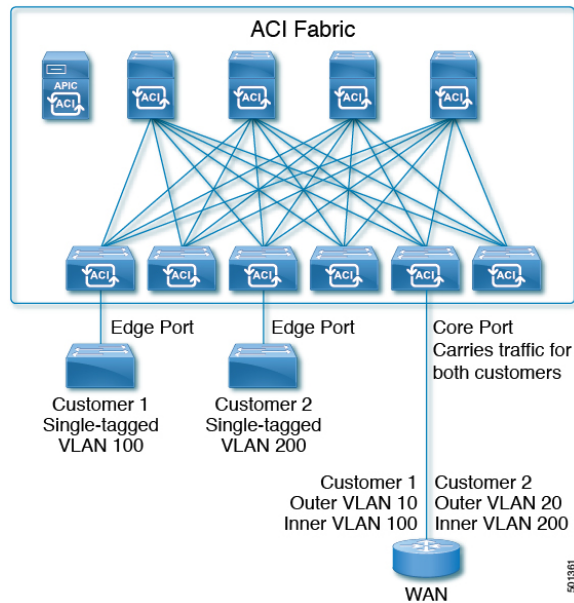 ACI Fabric
APIC
ACI
ACI
ACI
ACI
ACI
ACI
ACI
ACI
ACI
ACI
ACI
Edge Port
Edge Port
Core Port
Carries traffic for
both customers
Customer 1
Single-tagged
VLAN 100
Customer 2
Single-tagged
VLAN 200
Customer 1
Outer VLAN 10
Inner VLAN 100
Customer 2
Outer VLAN 20
Inner VLAN 200
WAN
501361